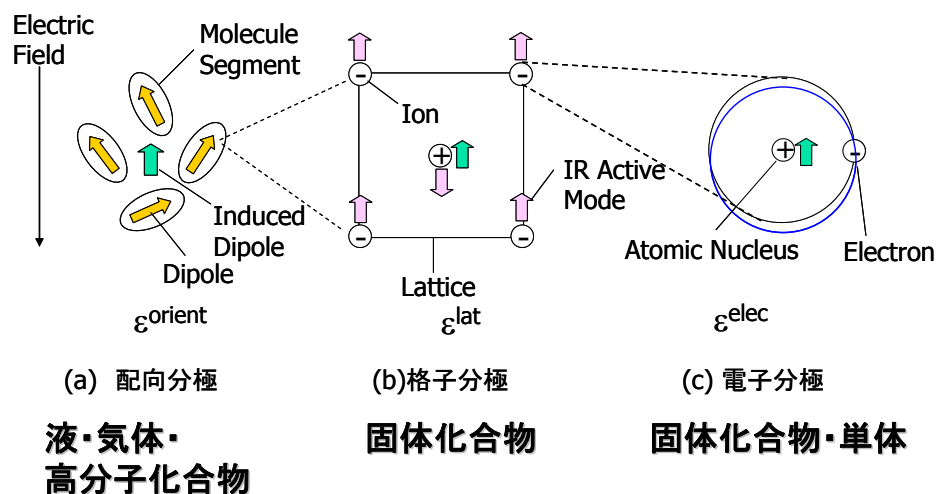 Electric
Field
Molecule
Segment
Induced
Dipole
Dipole
εorient
(a) 配向分極
液・気体・
高分子化合物
-
-
Ion
+
IR Active
Mode
-
-
Lattice
εlat
(b)格子分極
固体化合物
+
-
Atomic Nucleus
Electron
εelec
(c) 電子分極
固体化合物・単体